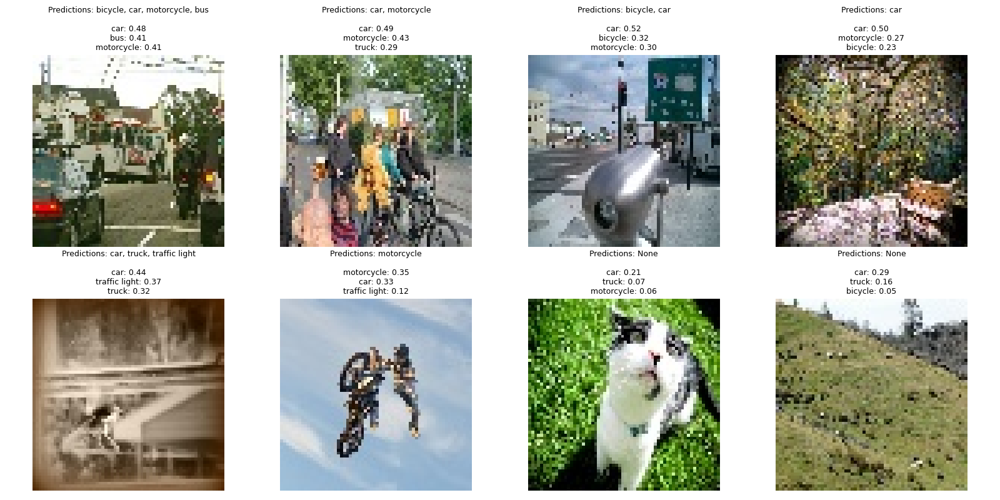 Predictions: bicycle, car, motorcycle, bus
car: 0.48
bus: 0.41
motorcycle: 0.41
Predictions: car, motorcycle
car: 0.49
motorcycle: 0.43
truck: 0.29
Predictions: bicycle, car
car: 0.52
bicycle: 0.32
motorcycle: 0.30
Predictions: car
car: 0.50
motorcycle: 0.27
bicycle: 0.23
Predictions: car, truck, traffic light
car: 0.44
traffic light: 0.37
truck: 0.32
Predictions: motorcycle
motorcycle: 0.35
car: 0.33
traffic light: 0.12
Predictions: None
car: 0.21
truck: 0.07
motorcycle: 0.06
Predictions: None
car: 0.29
truck: 0.16
bicycle: 0.05